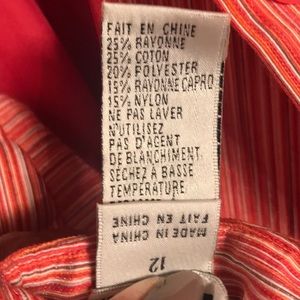 FAIT EN CHINE
25% RAYONNE
25% COTON
20% POLYESTER
15% RAYONNE CAPRO
15% NYLON
NE PAS LAVER
N'UTILISEZ
PAS D'AGENT
DE BLANCHIMENT
SÉCHEZ À BASSE
TEMPÉRATURE
MADE IN CHINA
FAIT EN CHINE
12